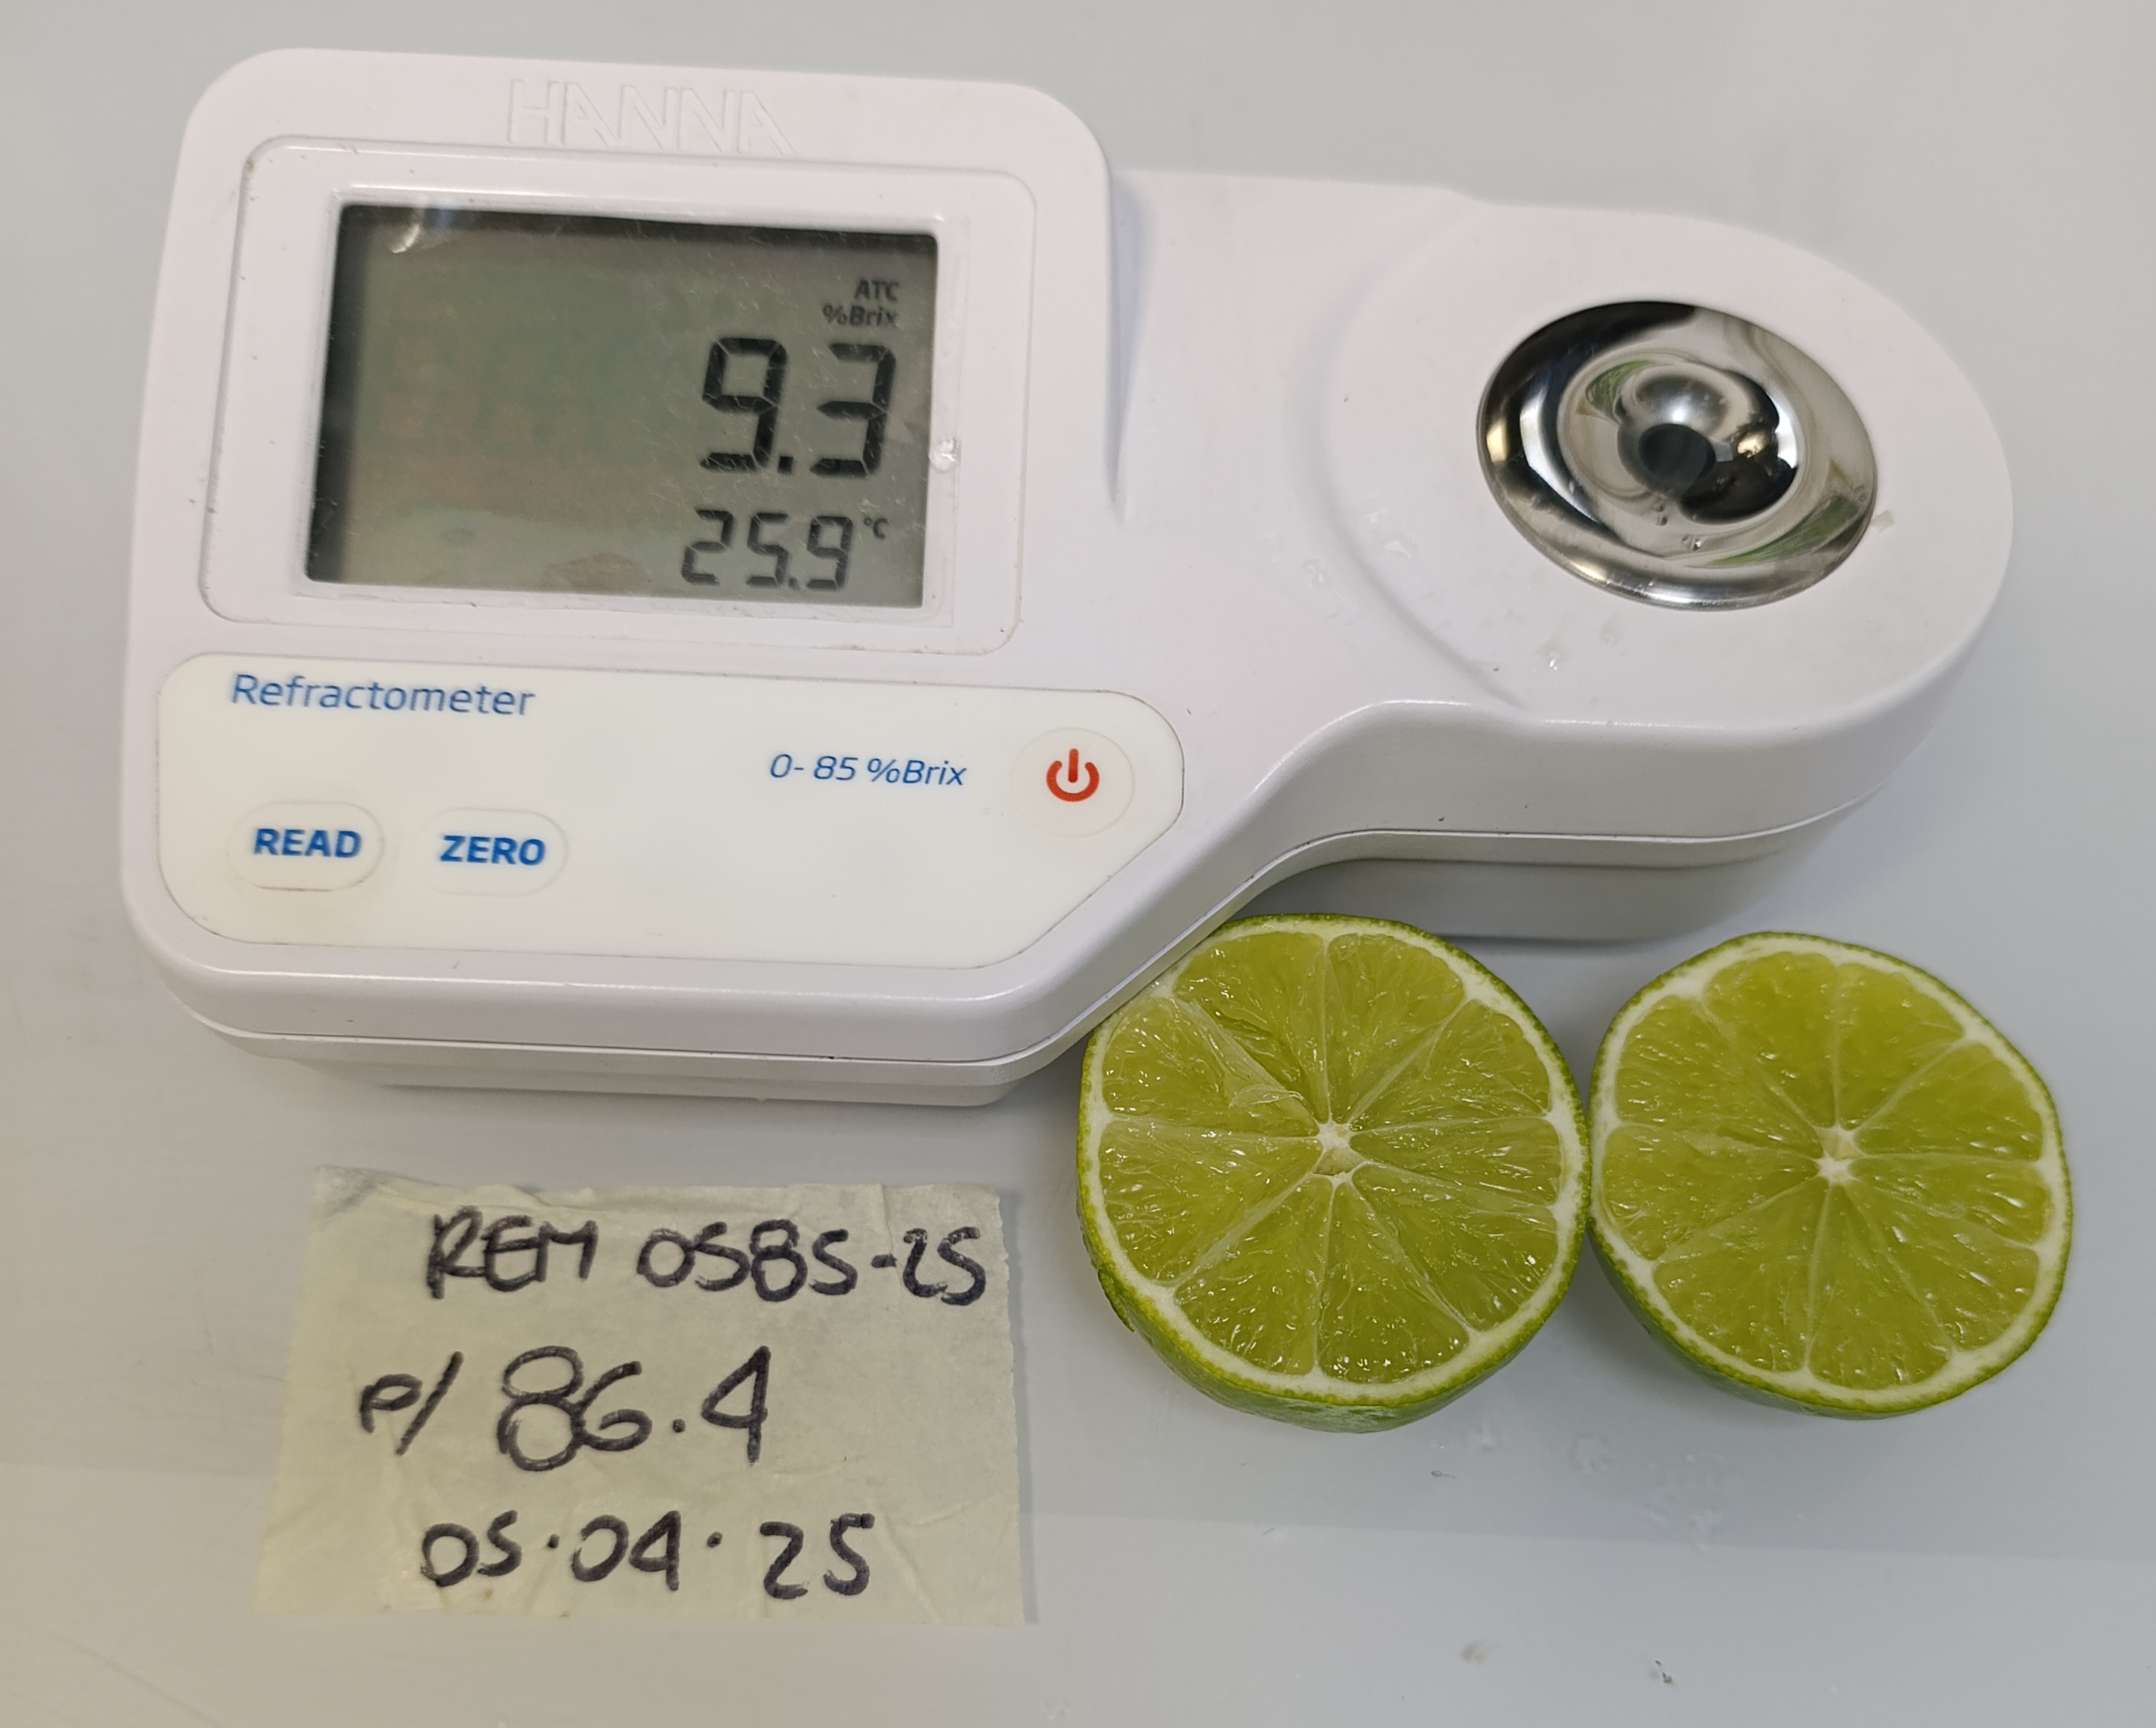 HANNA
ATC
%Brix
9.3
25.9 °C
Refractometer
0-85 %Brix
READ ZERO
REM 0585-25
P/ 86.4
05.04.25